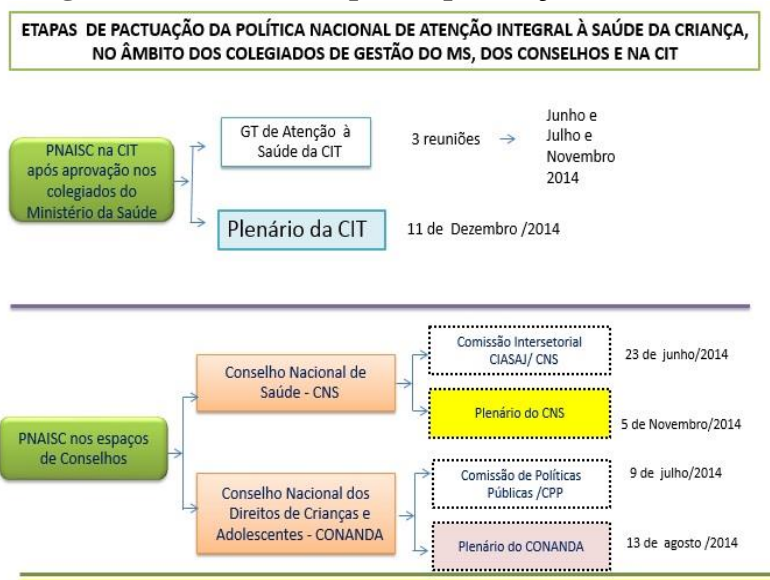 ETAPAS DE PACTUAÇÃO DA POLÍTICA NACIONAL DE ATENÇÃO INTEGRAL À SAÚDE DA CRIANÇA,
NO ÂMBITO DOS COLEGIADOS DE GESTÃO DO MS, DOS CONSELHOS E NA CIT
PNAISC na CIT
após aprovação nos
colegiados do
Ministério da Saúde
GT de Atenção à
Saúde da CIT
3 reuniões
Junho e
Julho e
Novembro
2014
Plenário da CIT
11 de Dezembro /2014
PNAISC nos espaços
de Conselhos
Conselho Nacional de
Saúde - CNS
Comissão Intersetorial
CIASAJ/ CNS
23 de junho/2014
Plenário do CNS
5 de Novembro/2014
Conselho Nacional dos
Direitos de Crianças e
Adolescentes - CONANDA
Comissão de Políticas
Públicas /CPP
9 de julho/2014
Plenário do CONANDA
13 de agosto /2014